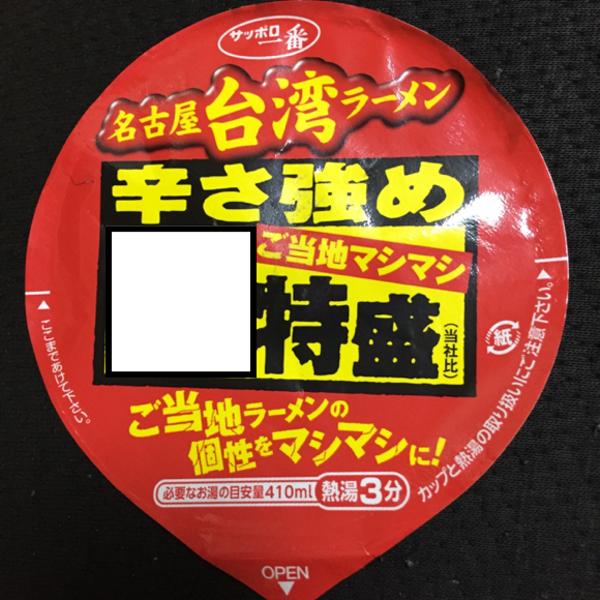 サッポロ
一番
名古屋台湾ラーメン
辛さ強め
ご当地マシマシ
特盛
(当社比)
紙
ここまであけて下さい。
カップと熱湯の取り扱いにご注意下さい。
ご当地ラーメンの
個性をマシマシに!
必要なお湯の目安量410ml 熱湯3分
OPEN